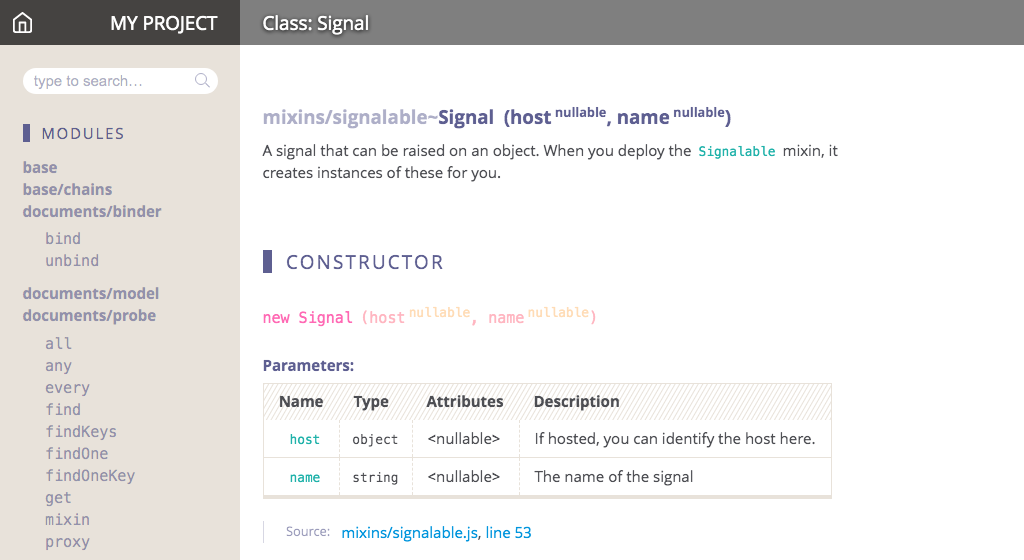 MY PROJECT
Class: Signal
type to search...
MODULES
base
base/chains
documents/binder
bind
unbind
documents/model
documents/probe
all
any
every
find
findKeys
findOne
findOneKey
get
mixin
proxy
mixins/signalable~Signal (host nullable, name nullable)
A signal that can be raised on an object. When you deploy the Signalable mixin, it
creates instances of these for you.
CONSTRUCTOR
new Signal (host nullable, name nullable)
Parameters:
Name Type Attributes Description
host object <nullable> If hosted, you can identify the host here.
name string <nullable> The name of the signal
Source: mixins/signalable.js, line 53